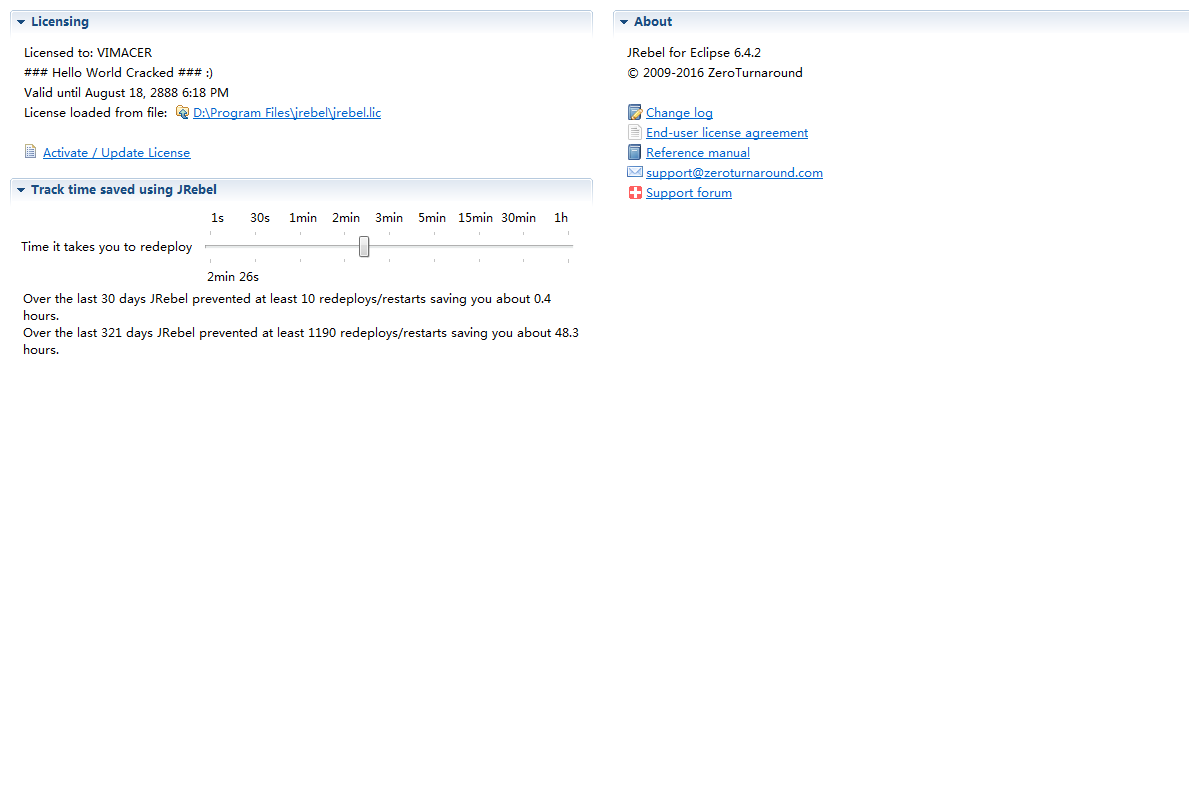 Licensing
Licensed to: VIMACER
### Hello World Cracked ### :)
Valid until August 18, 2888 6:18 PM
License loaded from file: D:\Program Files\jrebel\jrebel.lic
Activate / Update License
Track time saved using JRebel
1s 30s 1min 2min 3min 5min 15min 30min 1h
Time it takes you to redeploy
2min 26s
Over the last 30 days JRebel prevented at least 10 redeploys/restarts saving you about 0.4
hours.
Over the last 321 days JRebel prevented at least 1190 redeploys/restarts saving you about 48.3
hours.
About
JRebel for Eclipse 6.4.2
© 2009-2016 ZeroTurnaround
Change log
End-user license agreement
Reference manual
support@zeroturnaround.com
Support forum